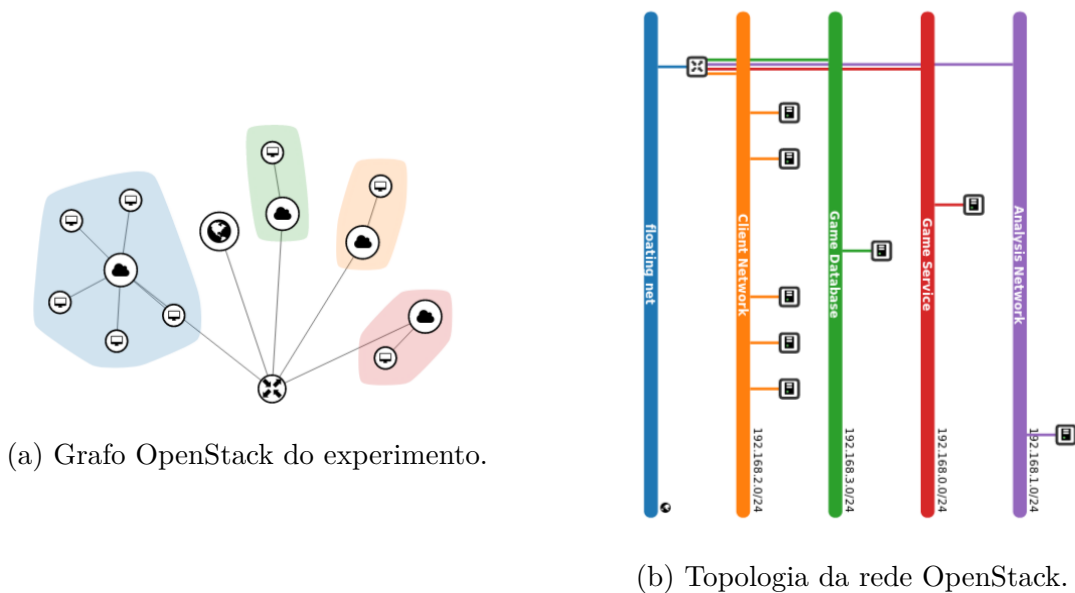 floating net
Client Network
192.168.2.0/24
Game Database
192.168.3.0/24
Game Service
192.168.0.0/24
Analysis Network
192.168.1.0/24
(a) Grafo OpenStack do experimento.
(b) Topologia da rede OpenStack.